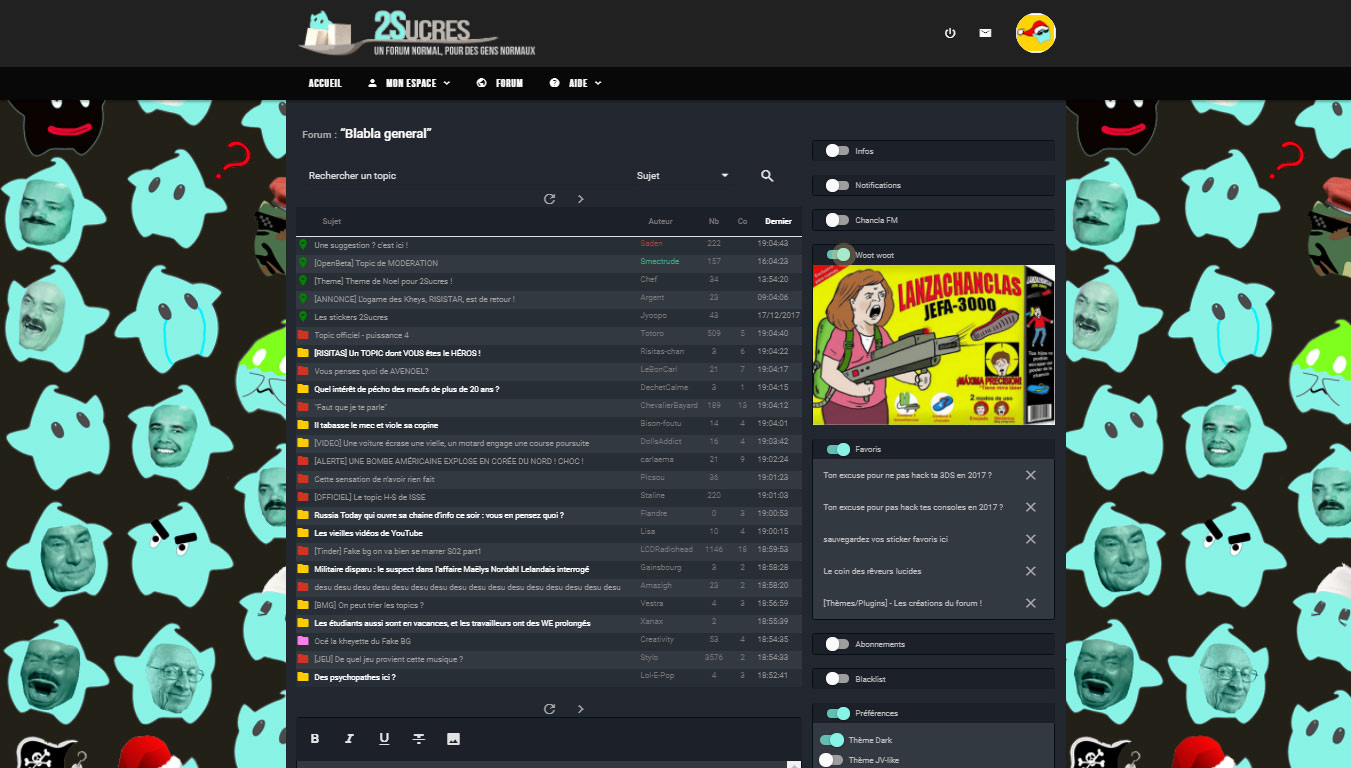 2SUCRES
UN FORUM NORMAL, POUR DES GENS NORMAUX
ACCUEIL MON ESPACE FORUM AIDE
Forum : “Blabla general”
Rechercher un topic Sujet
Sujet Auteur Nb Co Dernier
Une suggestion ? c'est ici ! Saden 222 19:04:43
[OpenBeta] Topic de MODERATION Smectrude 157 16:04:23
[Theme] Theme de Noel pour 2Sucres ! Chef 34 13:54:20
[ANNONCE] L'ogame des Kheys, RISISTAR, est de retour ! Argent 23 09:04:06
Les stickers 2Sucres Jyoopo 43 17/12/2017
Topic officiel - puissance 4 Totoro 509 5 19:04:40
[RISITAS] Un TOPIC dont VOUS êtes le HÉROS ! Risitas-chan 3 6 19:04:22
Vous pensez quoi de AVENOEL? LeBonCarl 21 7 19:04:17
Quel intérêt de pécho des meufs de plus de 20 ans ? DechetCalme 3 1 19:04:15
"Faut que je te parle" ChevalierBayard 189 13 19:04:12
Il tabasse le mec et viole sa copine Bison-foutu 14 4 19:04:01
[VIDEO] Une voiture écrase une vielle, un motard engage une course poursuite DollsAddict 16 4 19:03:42
[ALERTE] UNE BOMBE AMÉRICAINE EXPLOSE EN CORÉE DU NORD ! CHOC ! carlaema 21 9 19:02:24
Cette sensation de n'avoir rien fait Picsou 36 19:01:23
[OFFICIEL] Le topic H-S de ISSE Staline 220 19:01:03
Russia Today qui ouvre sa chaine d'info ce soir : vous en pensez quoi ? Flandre 0 3 19:00:53
Les vieilles vidéos de YouTube Lisa 10 4 19:00:15
[Tinder] Fake bg on va bien se marrer S02 part1 LCDRadiohead 1146 18 18:59:53
Militaire disparu : le suspect dans l'affaire Maëlys Nordahl Lelandais interrogé Gainsbourg 3 2 18:58:28
desu desu desu desu desu desu desu desu desu desu desu desu desu desu desu desu Amazigh 23 2 18:58:20
[BMG] On peut trier les topics ? Vestra 4 3 18:56:59
Les étudiants aussi sont en vacances, et les travailleurs ont des WE prolongés Xanax 2 18:55:39
Océ la kheyette du Fake BG Creativity 53 4 18:54:35
[JEU] De quel jeu provient cette musique ? Stylo 3576 2 18:54:33
Des psychopathes ici ? Lol-E-Pop 4 3 18:52:41
B I U
Infos
Notifications
Chancla FM
Woot woot
LANZACHANCLAS
JEFA-3000
¡MÁXIMA PRECISIÓN!
2 modos de uso
Favoris
Ton excuse pour ne pas hack ta 3DS en 2017 ?
Ton excuse pour pas hack tes consoles en 2017 ?
sauvegardez vos sticker favoris ici
Le coin des rêveurs lucides
[Thèmes/Plugins] - Les créations du forum !
Abonnements
Blacklist
Préférences
Thème Dark
Thème JV-like